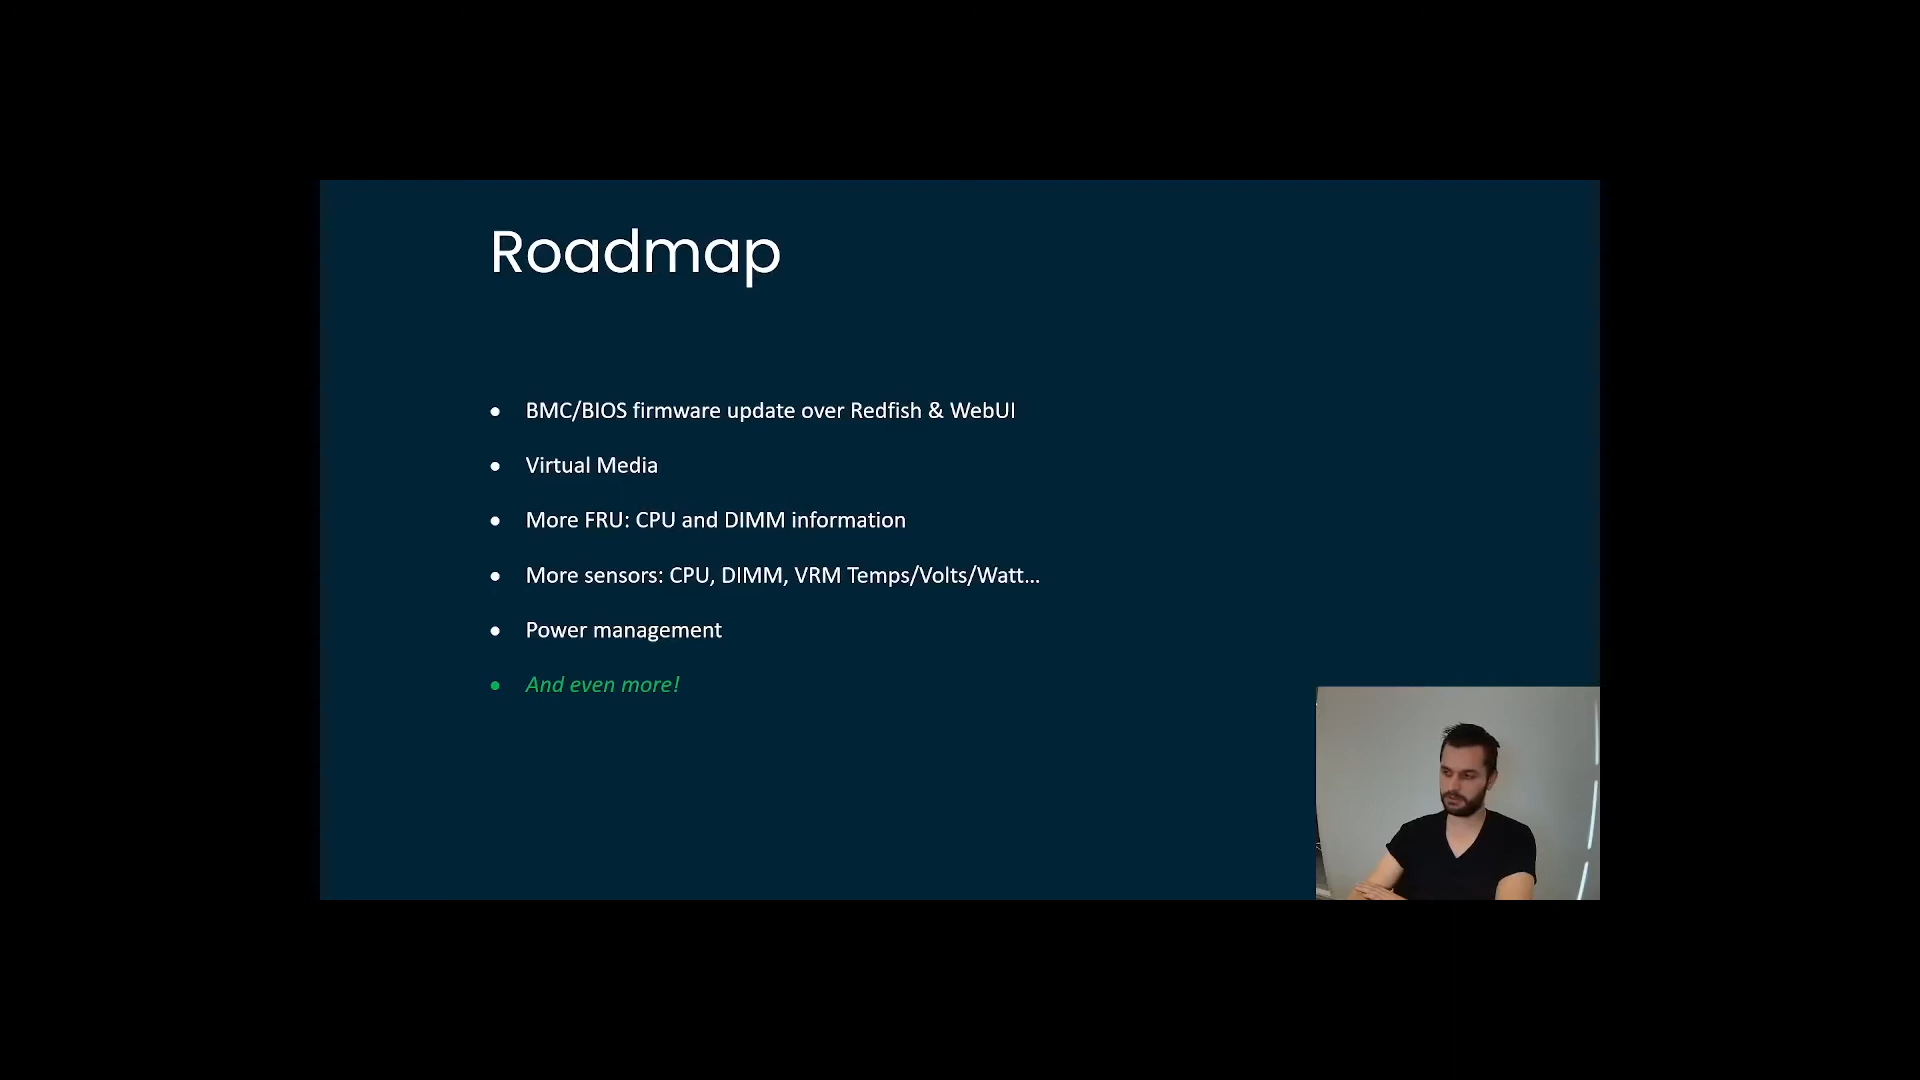 Roadmap
● BMC/BIOS firmware update over Redfish & WebUI
● Virtual Media
● More FRU: CPU and DIMM information
● More sensors: CPU, DIMM, VRM Temps/Volts/Watt...
● Power management
● And even more!